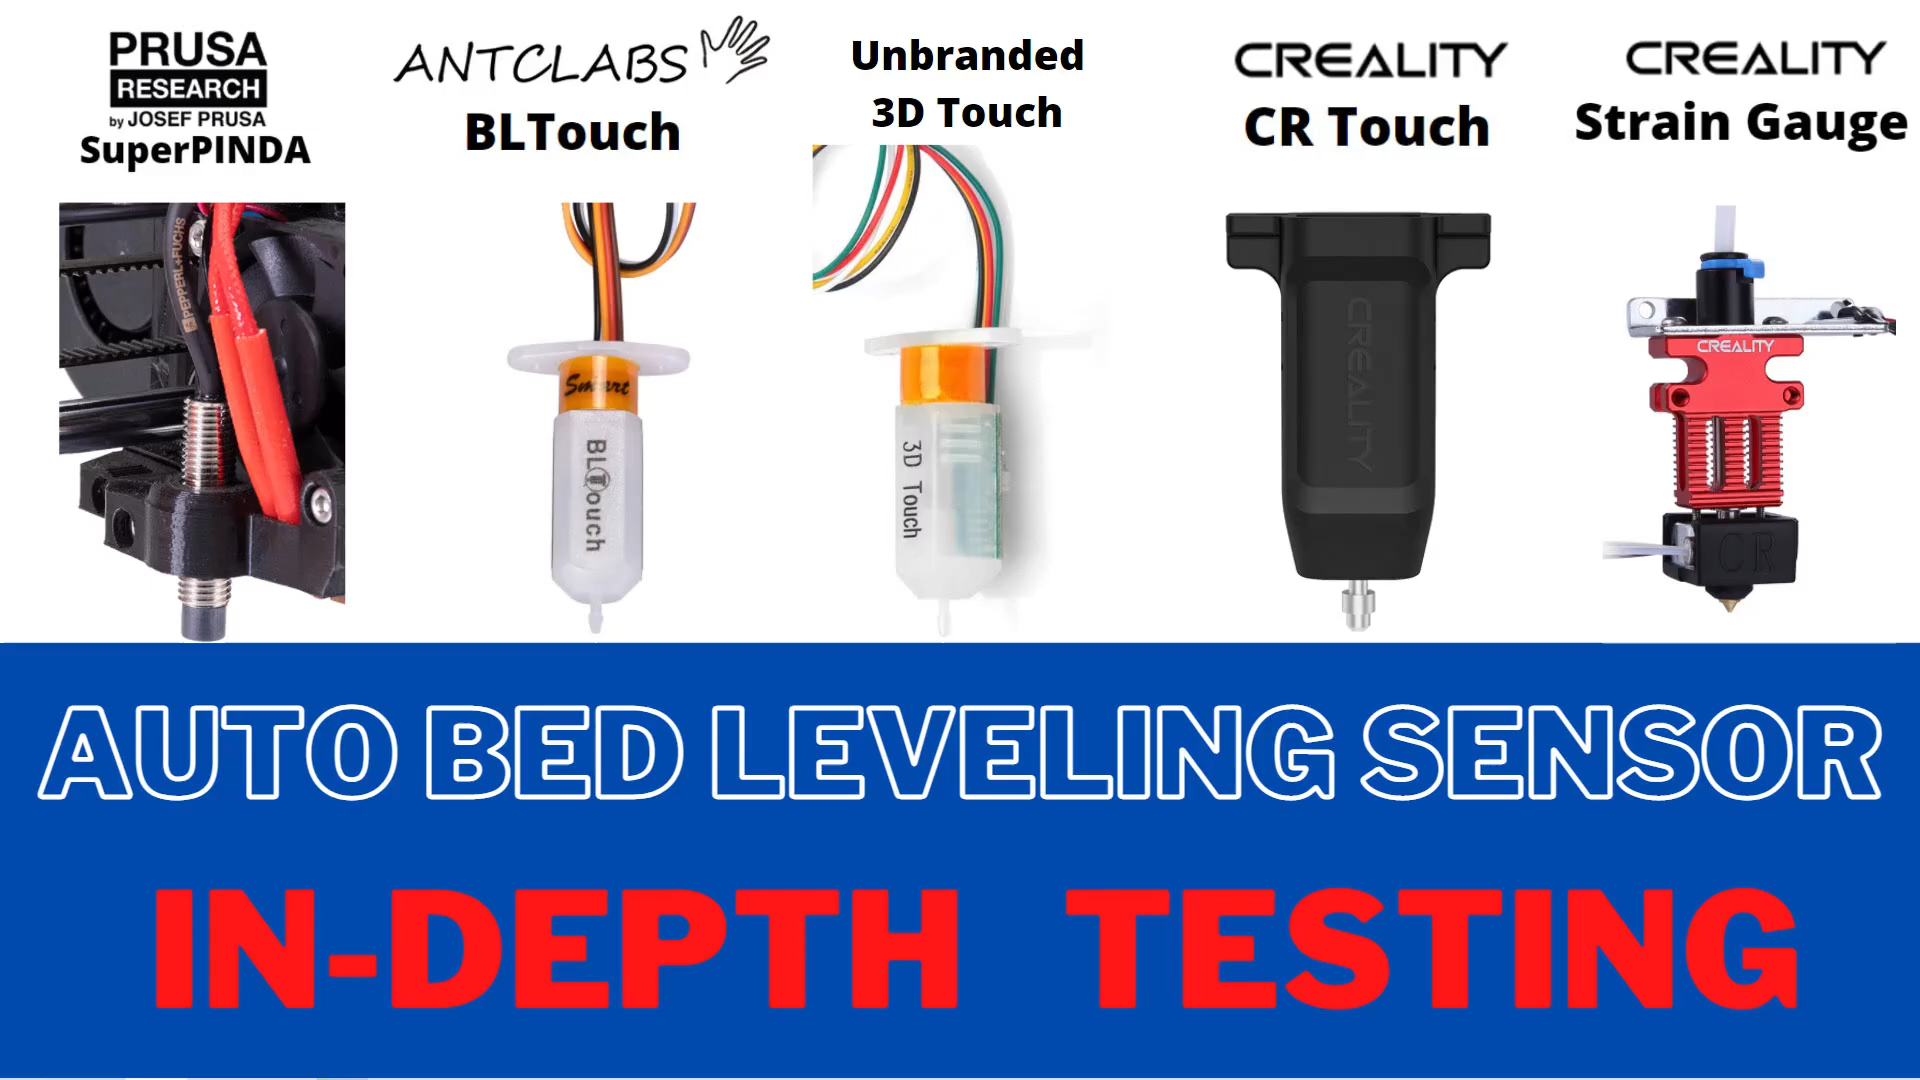 PRUSA
RESEARCH
by JOSEF PRUSA
SuperPINDA
ANTCLABS
BLTouch
Unbranded
3D Touch
CREALITY
CR Touch
CREALITY
Strain Gauge
PEPPERL+FUCHS
Smart
BLTouch
3D Touch
CREALITY
CREALITY
CR
AUTO BED LEVELING SENSOR
IN-DEPTH TESTING